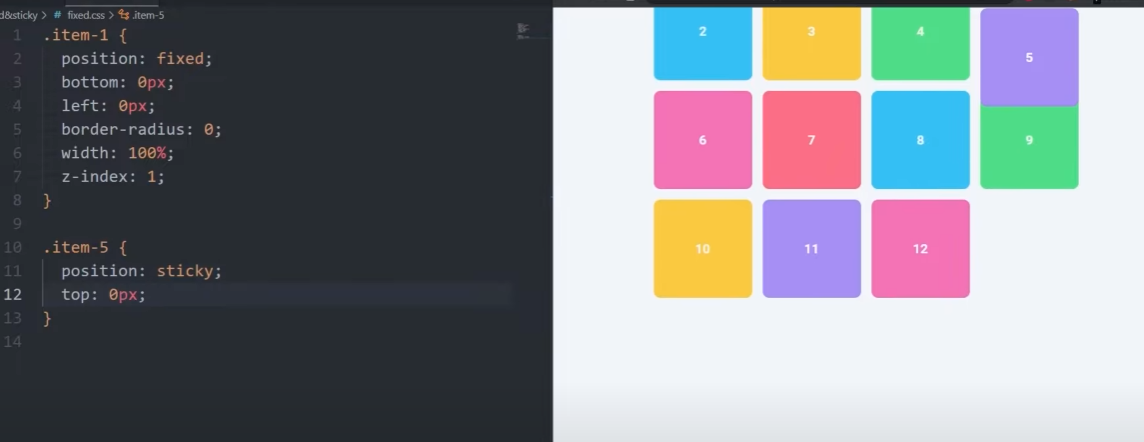 d&sticky > # fixed.css > .item-5
1 .item-1 {
2 position: fixed;
3 bottom: 0px;
4 left: 0px;
5 border-radius: 0;
6 width: 100%;
7 z-index: 1;
8 }
9
10 .item-5 {
11 position: sticky;
12 top: 0px;
13 }
14
2 3 4 5
6 7 8 9
10 11 12